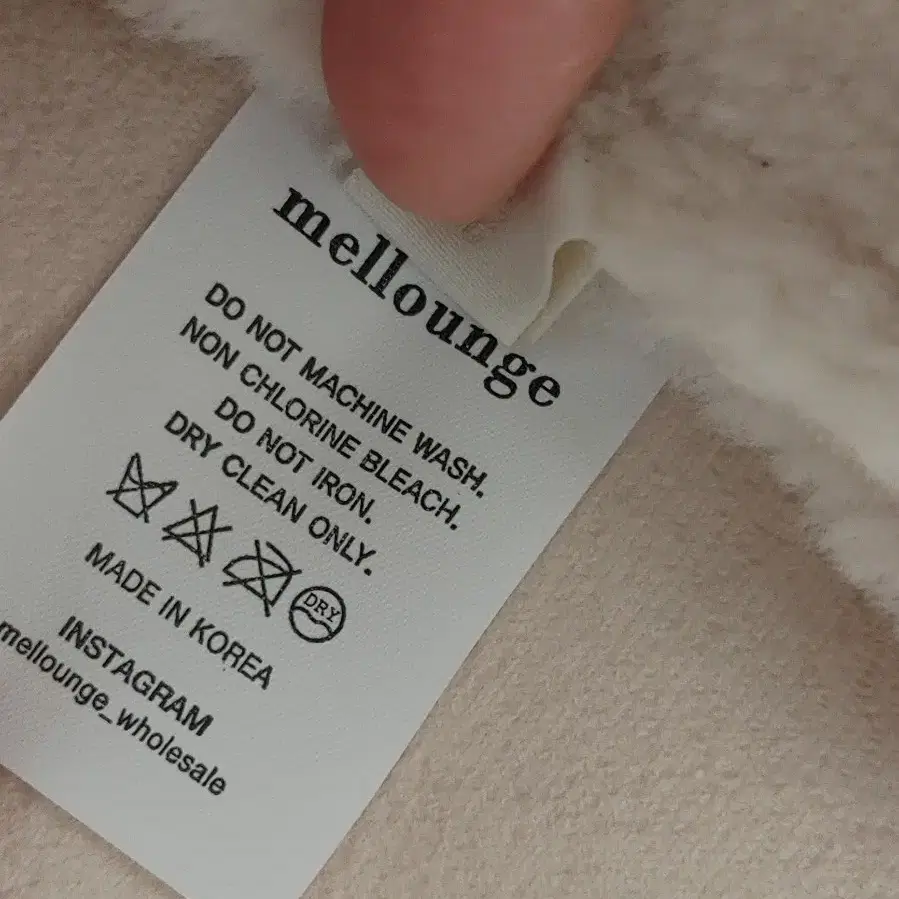 mellounge
DO NOT MACHINE WASH.
NON CHLORINE BLEACH.
DO NOT IRON.
DRY CLEAN ONLY.
DRY
MADE IN KOREA
INSTAGRAM
mellounge_wholesale